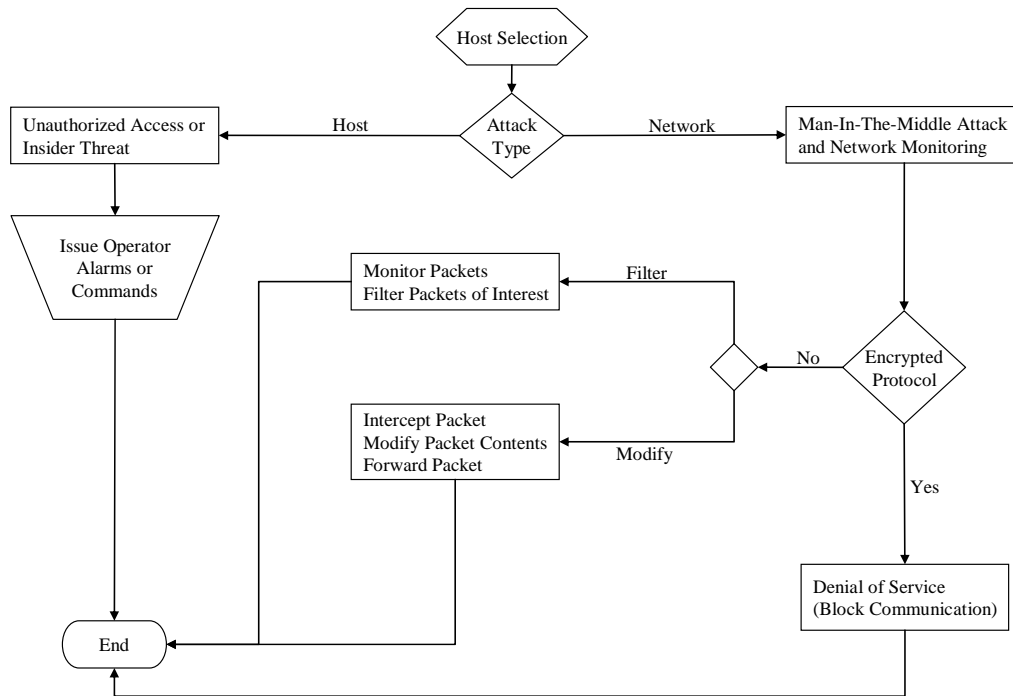 Host Selection
Attack
Type
Host
Network
Unauthorized Access or
Insider Threat
Man-In-The-Middle Attack
and Network Monitoring
Issue Operator
Alarms or
Commands
Monitor Packets
Filter Packets of Interest
Filter
No
Encrypted
Protocol
Intercept Packet
Modify Packet Contents
Forward Packet
Modify
Yes
Denial of Service
(Block Communication)
End